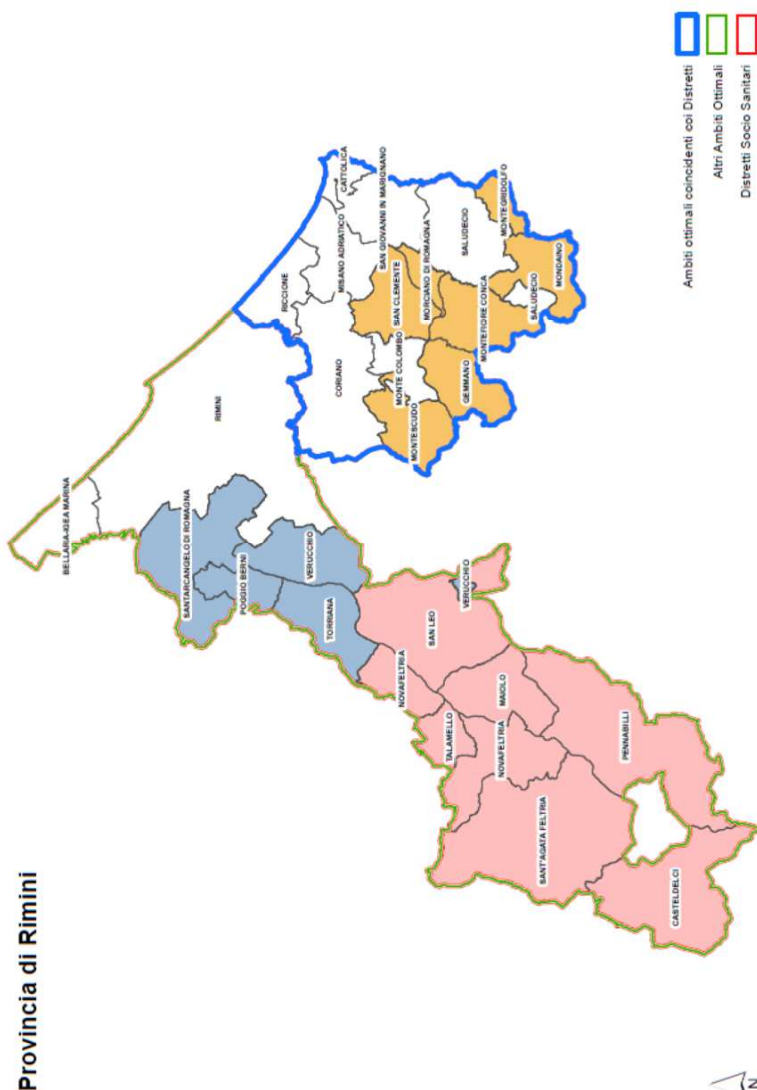 Provincia di Rimini
BELLARIA-IGEA MARINA
RIMINI
SANTARCANGELO DI ROMAGNA
POGGIO BERNI
VERUCCHIO
TORRIANA
RICCIONE
CATTOLICA
MISANO ADRIATICO
SAN GIOVANNI IN MARIGNANO
CORIANO
SAN CLEMENTE
MORCIANO DI ROMAGNA
SALUDECIO
MONTE COLOMBO
MONTEGRIDOLFO
MONTESCUDO
GEMMANO
MONTEFIORE CONCA
SALUDECIO
MONDAINO
NOVAFELTRIA
SAN LEO
VERUCCHIO
TALAMELLO
MAIOLO
NOVAFELTRIA
SANT'AGATA FELTRIA
PENNABILLI
CASTELDELCI
Ambiti ottimali coincidenti coi Distretti
Altri Ambiti Ottimali
Distretti Socio Sanitari
N